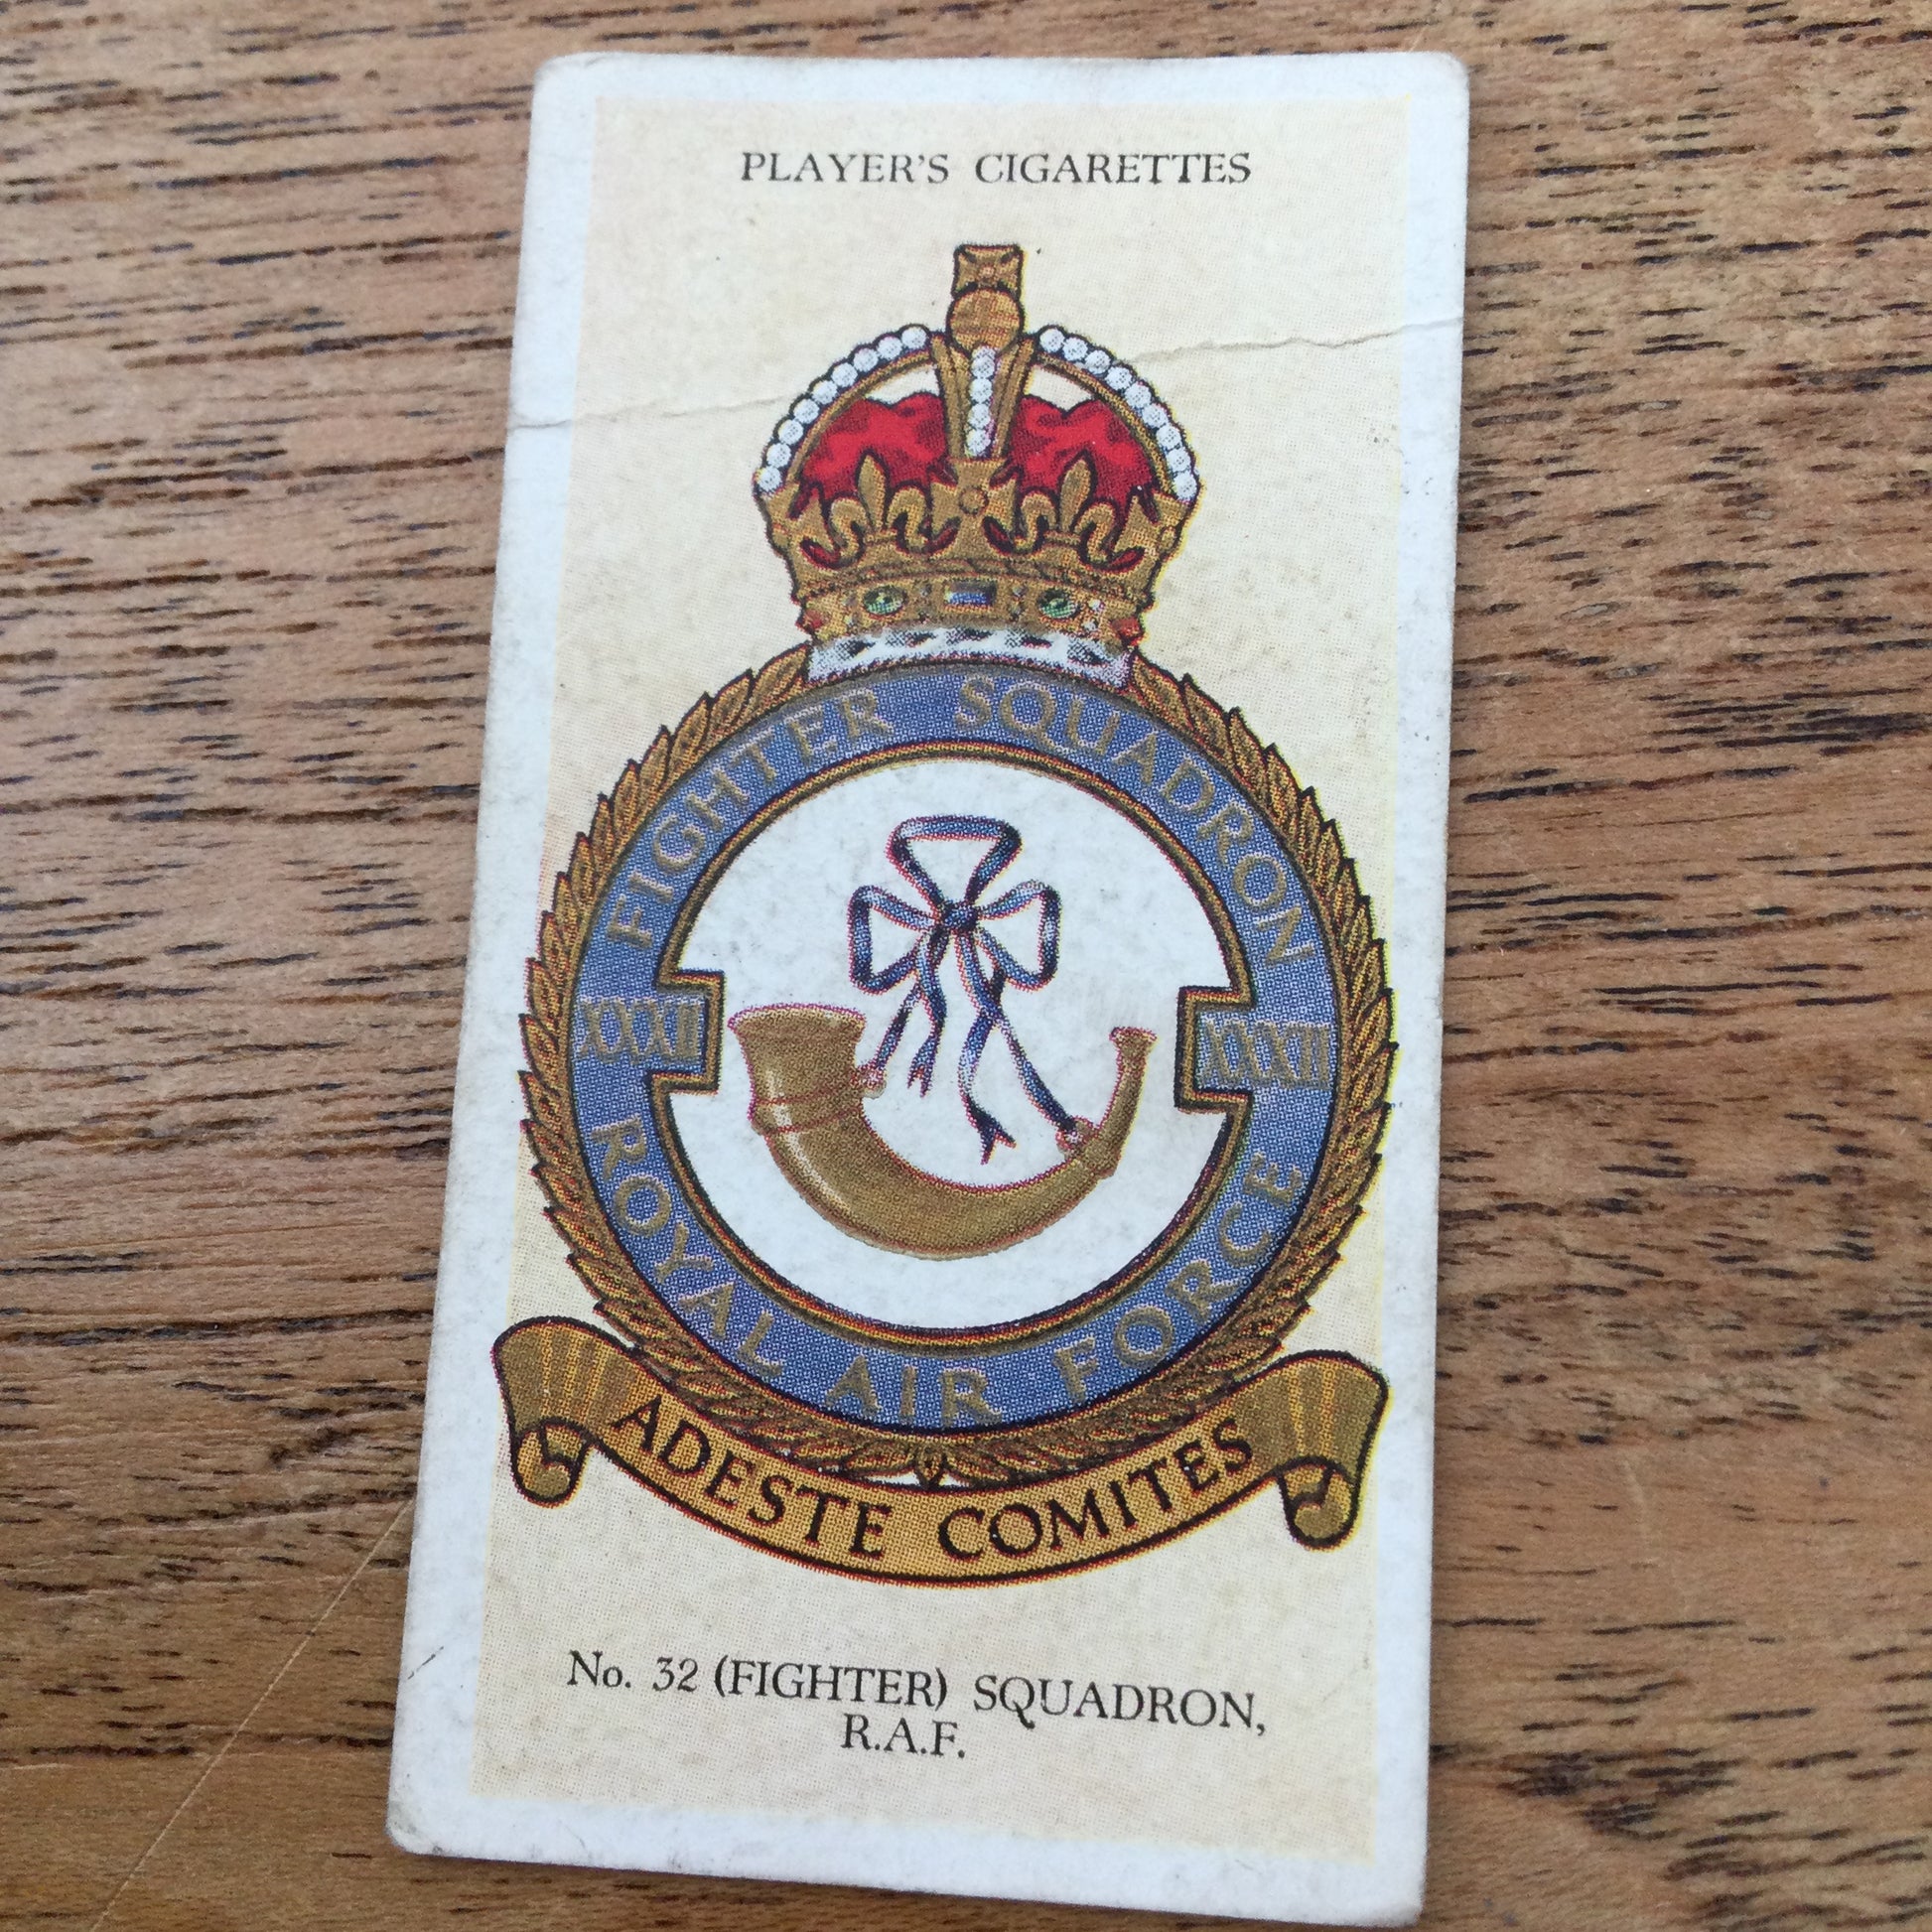 PLAYER'S CIGARETTES
FIGHTER SQUADRON
XXXII
XXXII
ROYAL AIR FORCE
ADESTE COMITES
No. 32 (FIGHTER) SQUADRON,
R.A.F.